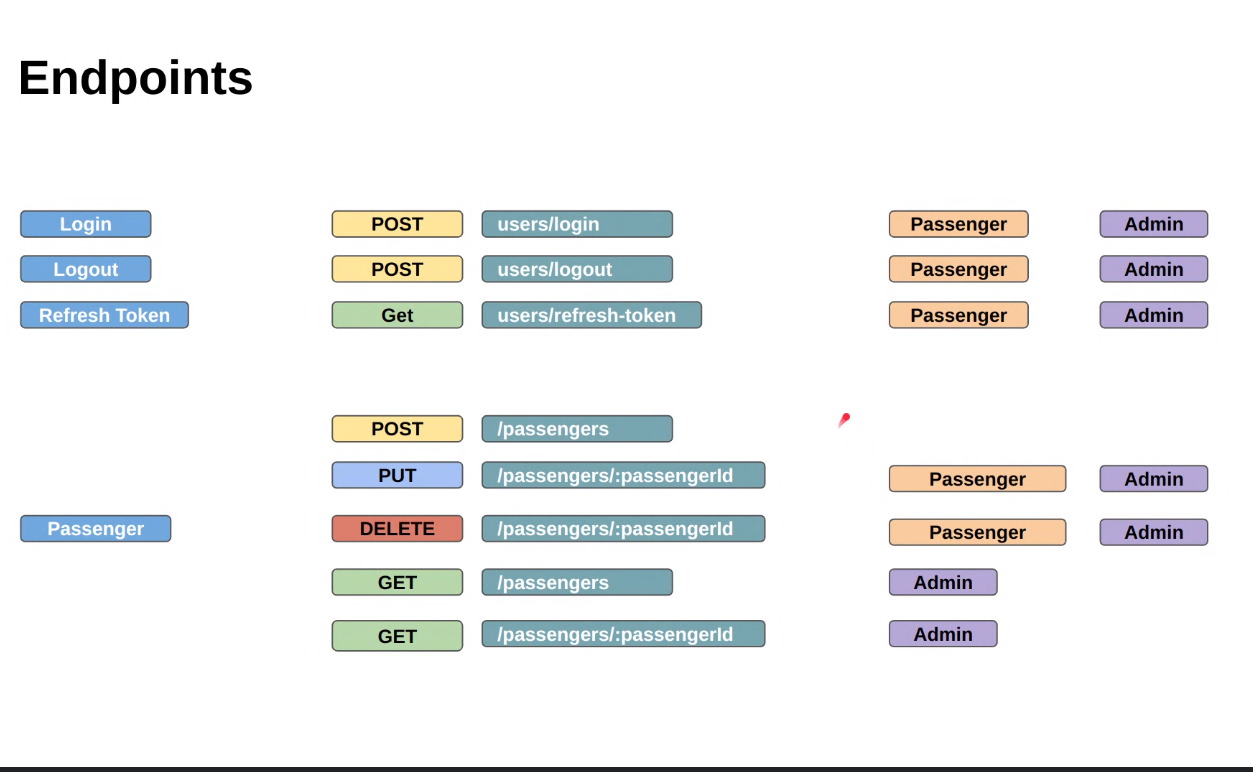 Endpoints
Login POST users/login Passenger Admin
Logout POST users/logout Passenger Admin
Refresh Token Get users/refresh-token Passenger Admin
POST /passengers
PUT /passengers/:passengerId Passenger Admin
Passenger DELETE /passengers/:passengerId Passenger Admin
GET /passengers Admin
GET /passengers/:passengerId Admin